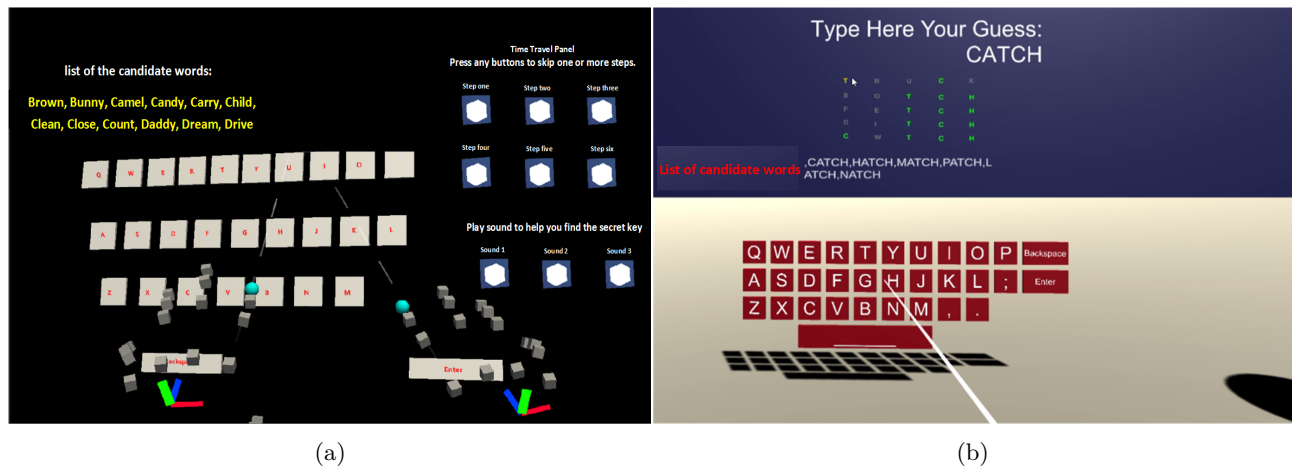 list of the candidate words:
Brown, Bunny, Camel, Candy, Carry, Child,
Clean, Close, Count, Daddy, Dream, Drive
Time Travel Panel
Press any buttons to skip one or more steps.
Step one Step two Step three
Step four Step five Step six
Play sound to help you find the secret key
Sound 1 Sound 2 Sound 3
Q W E R T Y U I O
A S D F G H J K L
Z X C V B N M
Enter
(a)
Type Here Your Guess:
CATCH
T R U C K
B O T C H
F E T C H
D I T C H
C W T C H
List of candidate words
,CATCH,HATCH,MATCH,PATCH,L
ATCH,NATCH
Q W E R T Y U I O P Backspace
A S D F G H J K L ; Enter
Z X C V B N M , .
(b)